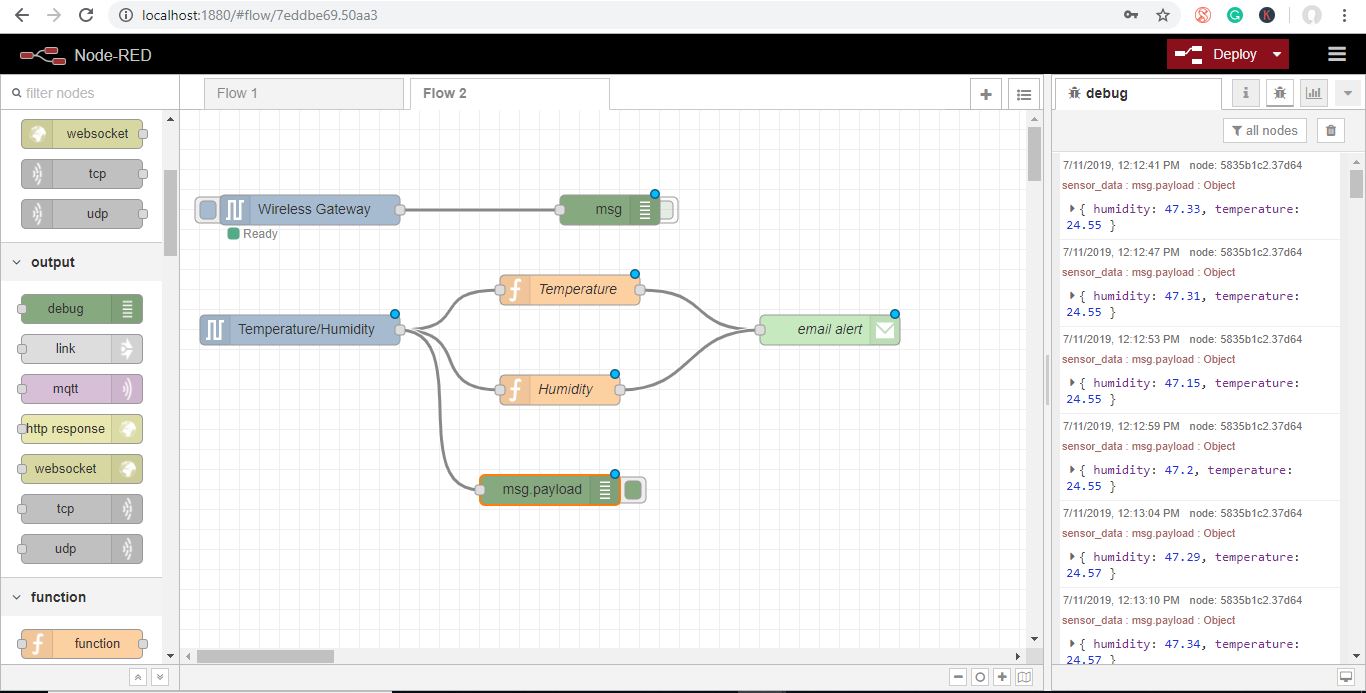 localhost:1880/#flow/7eddbe69.50aa3
K
Node-RED
Deploy
filter nodes
Flow 1
Flow 2
debug
i
all nodes
websocket
tcp
udp
output
debug
link
mqtt
http response
websocket
tcp
udp
function
function
Wireless Gateway
msg
Ready
Temperature
Temperature/Humidity
email alert
Humidity
msg.payload
7/11/2019, 12:12:41 PM node: 5835b1c2.37d64
sensor_data : msg.payload : Object
{ humidity: 47.33, temperature:
24.55 }
7/11/2019, 12:12:47 PM node: 5835b1c2.37d64
sensor_data : msg.payload : Object
{ humidity: 47.31, temperature:
24.55 }
7/11/2019, 12:12:53 PM node: 5835b1c2.37d64
sensor_data : msg.payload : Object
{ humidity: 47.15, temperature:
24.55 }
7/11/2019, 12:12:59 PM node: 5835b1c2.37d64
sensor_data : msg.payload : Object
{ humidity: 47.2, temperature:
24.55 }
7/11/2019, 12:13:04 PM node: 5835b1c2.37d64
sensor_data : msg.payload : Object
{ humidity: 47.29, temperature:
24.57 }
7/11/2019, 12:13:10 PM node: 5835b1c2.37d64
sensor_data : msg.payload : Object
{ humidity: 47.34, temperature:
24.57 }